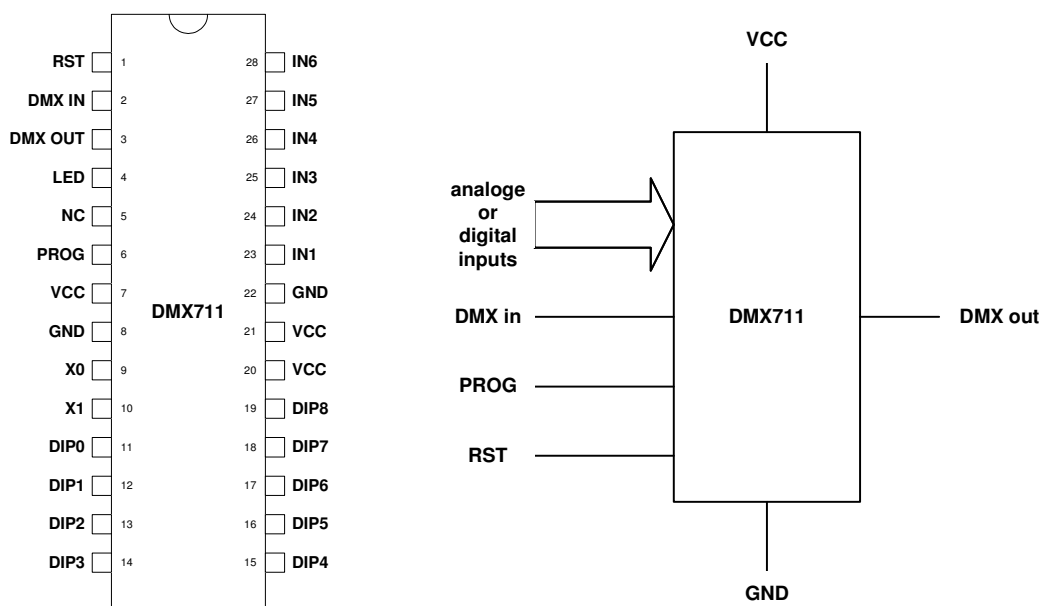 RST 1 28 IN6
DMX IN 2 27 IN5
DMX OUT 3 26 IN4
LED 4 25 IN3
NC 5 24 IN2
PROG 6 23 IN1
VCC 7 22 GND
DMX711
GND 8 21 VCC
X0 9 20 VCC
X1 10 19 DIP8
DIP0 11 18 DIP7
DIP1 12 17 DIP6
DIP2 13 16 DIP5
DIP3 14 15 DIP4
VCC
analoge
or
digital
inputs
DMX in
DMX711
DMX out
PROG
RST
GND